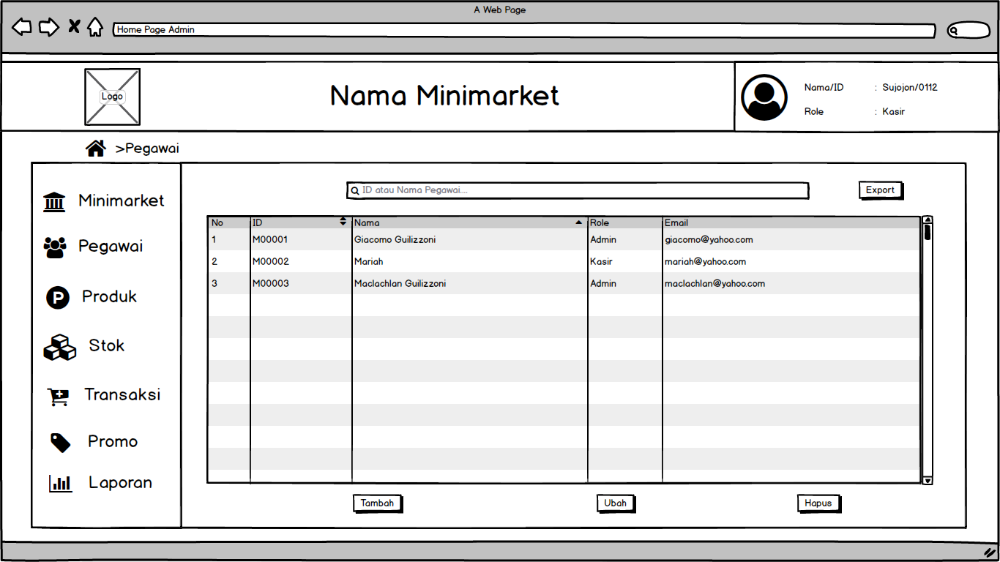 A Web Page
Home Page Admin
Logo
Nama Minimarket
Nama/ID : Sujojon/0112
Role : Kasir
>Pegawai
Minimarket
Pegawai
Produk
Stok
Transaksi
Promo
Laporan
ID atau Nama Pegawai....
Export
No ID Nama Role Email
1 M00001 Giacomo Guilizzoni Admin giacomo@yahoo.com
2 M00002 Mariah Kasir mariah@yahoo.com
3 M00003 Maclachlan Guilizzoni Admin maclachlan@yahoo.com
Tambah Ubah Hapus